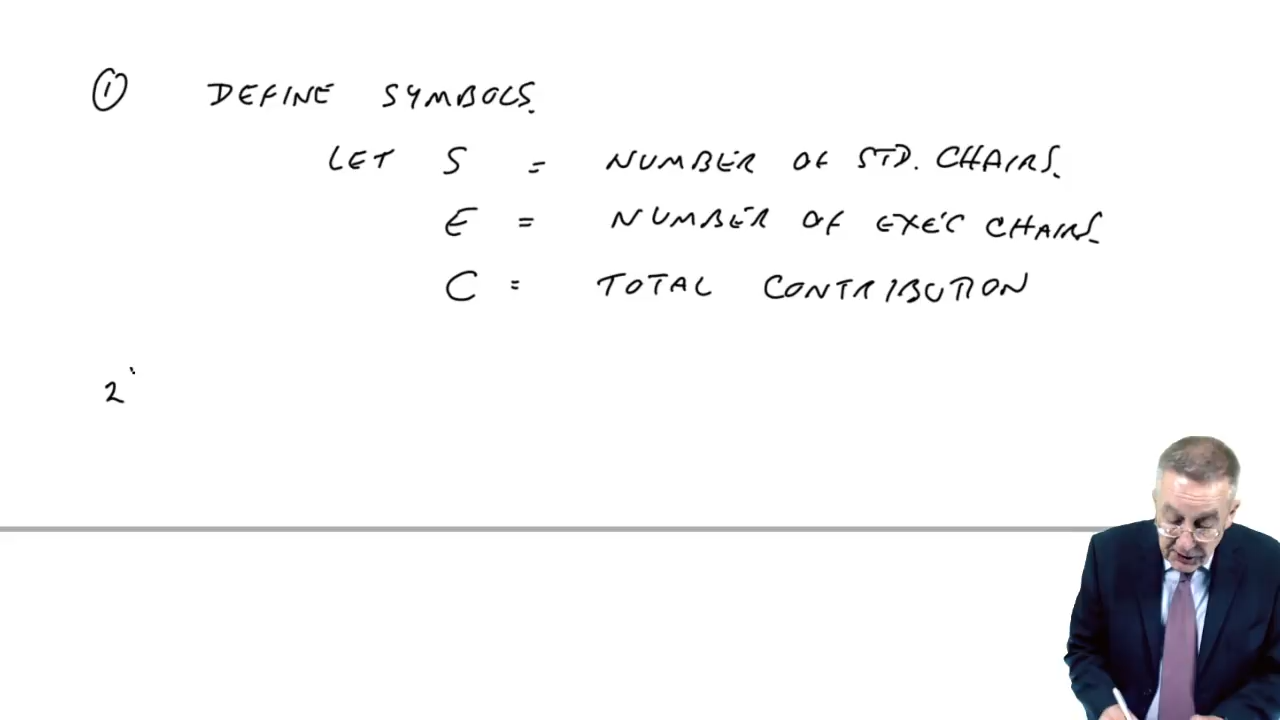 ① DEFINE SYMBOLS.
LET S = NUMBER OF STD. CHAIRS.
E = NUMBER OF EXEC CHAIRS.
C = TOTAL CONTRIBUTION
2